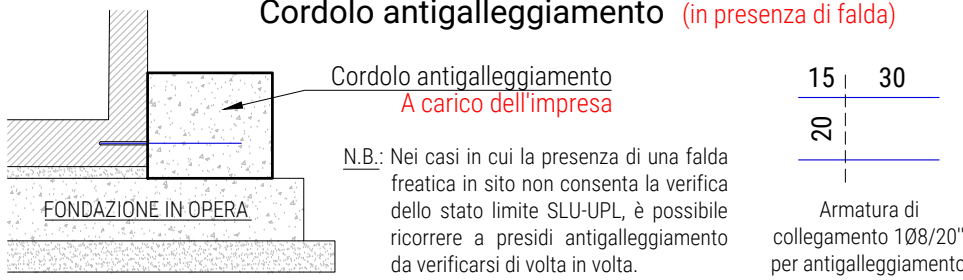 Cordolo antigalleggiamento (in presenza di falda)
Cordolo antigalleggiamento
A carico dell'impresa
N.B.: Nei casi in cui la presenza di una falda
freatica in sito non consenta la verifica
dello stato limite SLU-UPL, è possibile
ricorrere a presidi antigalleggiamento
da verificarsi di volta in volta.
FONDAZIONE IN OPERA
15 30
20
Armatura di
collegamento 1Ø8/20"
per antigalleggiamento